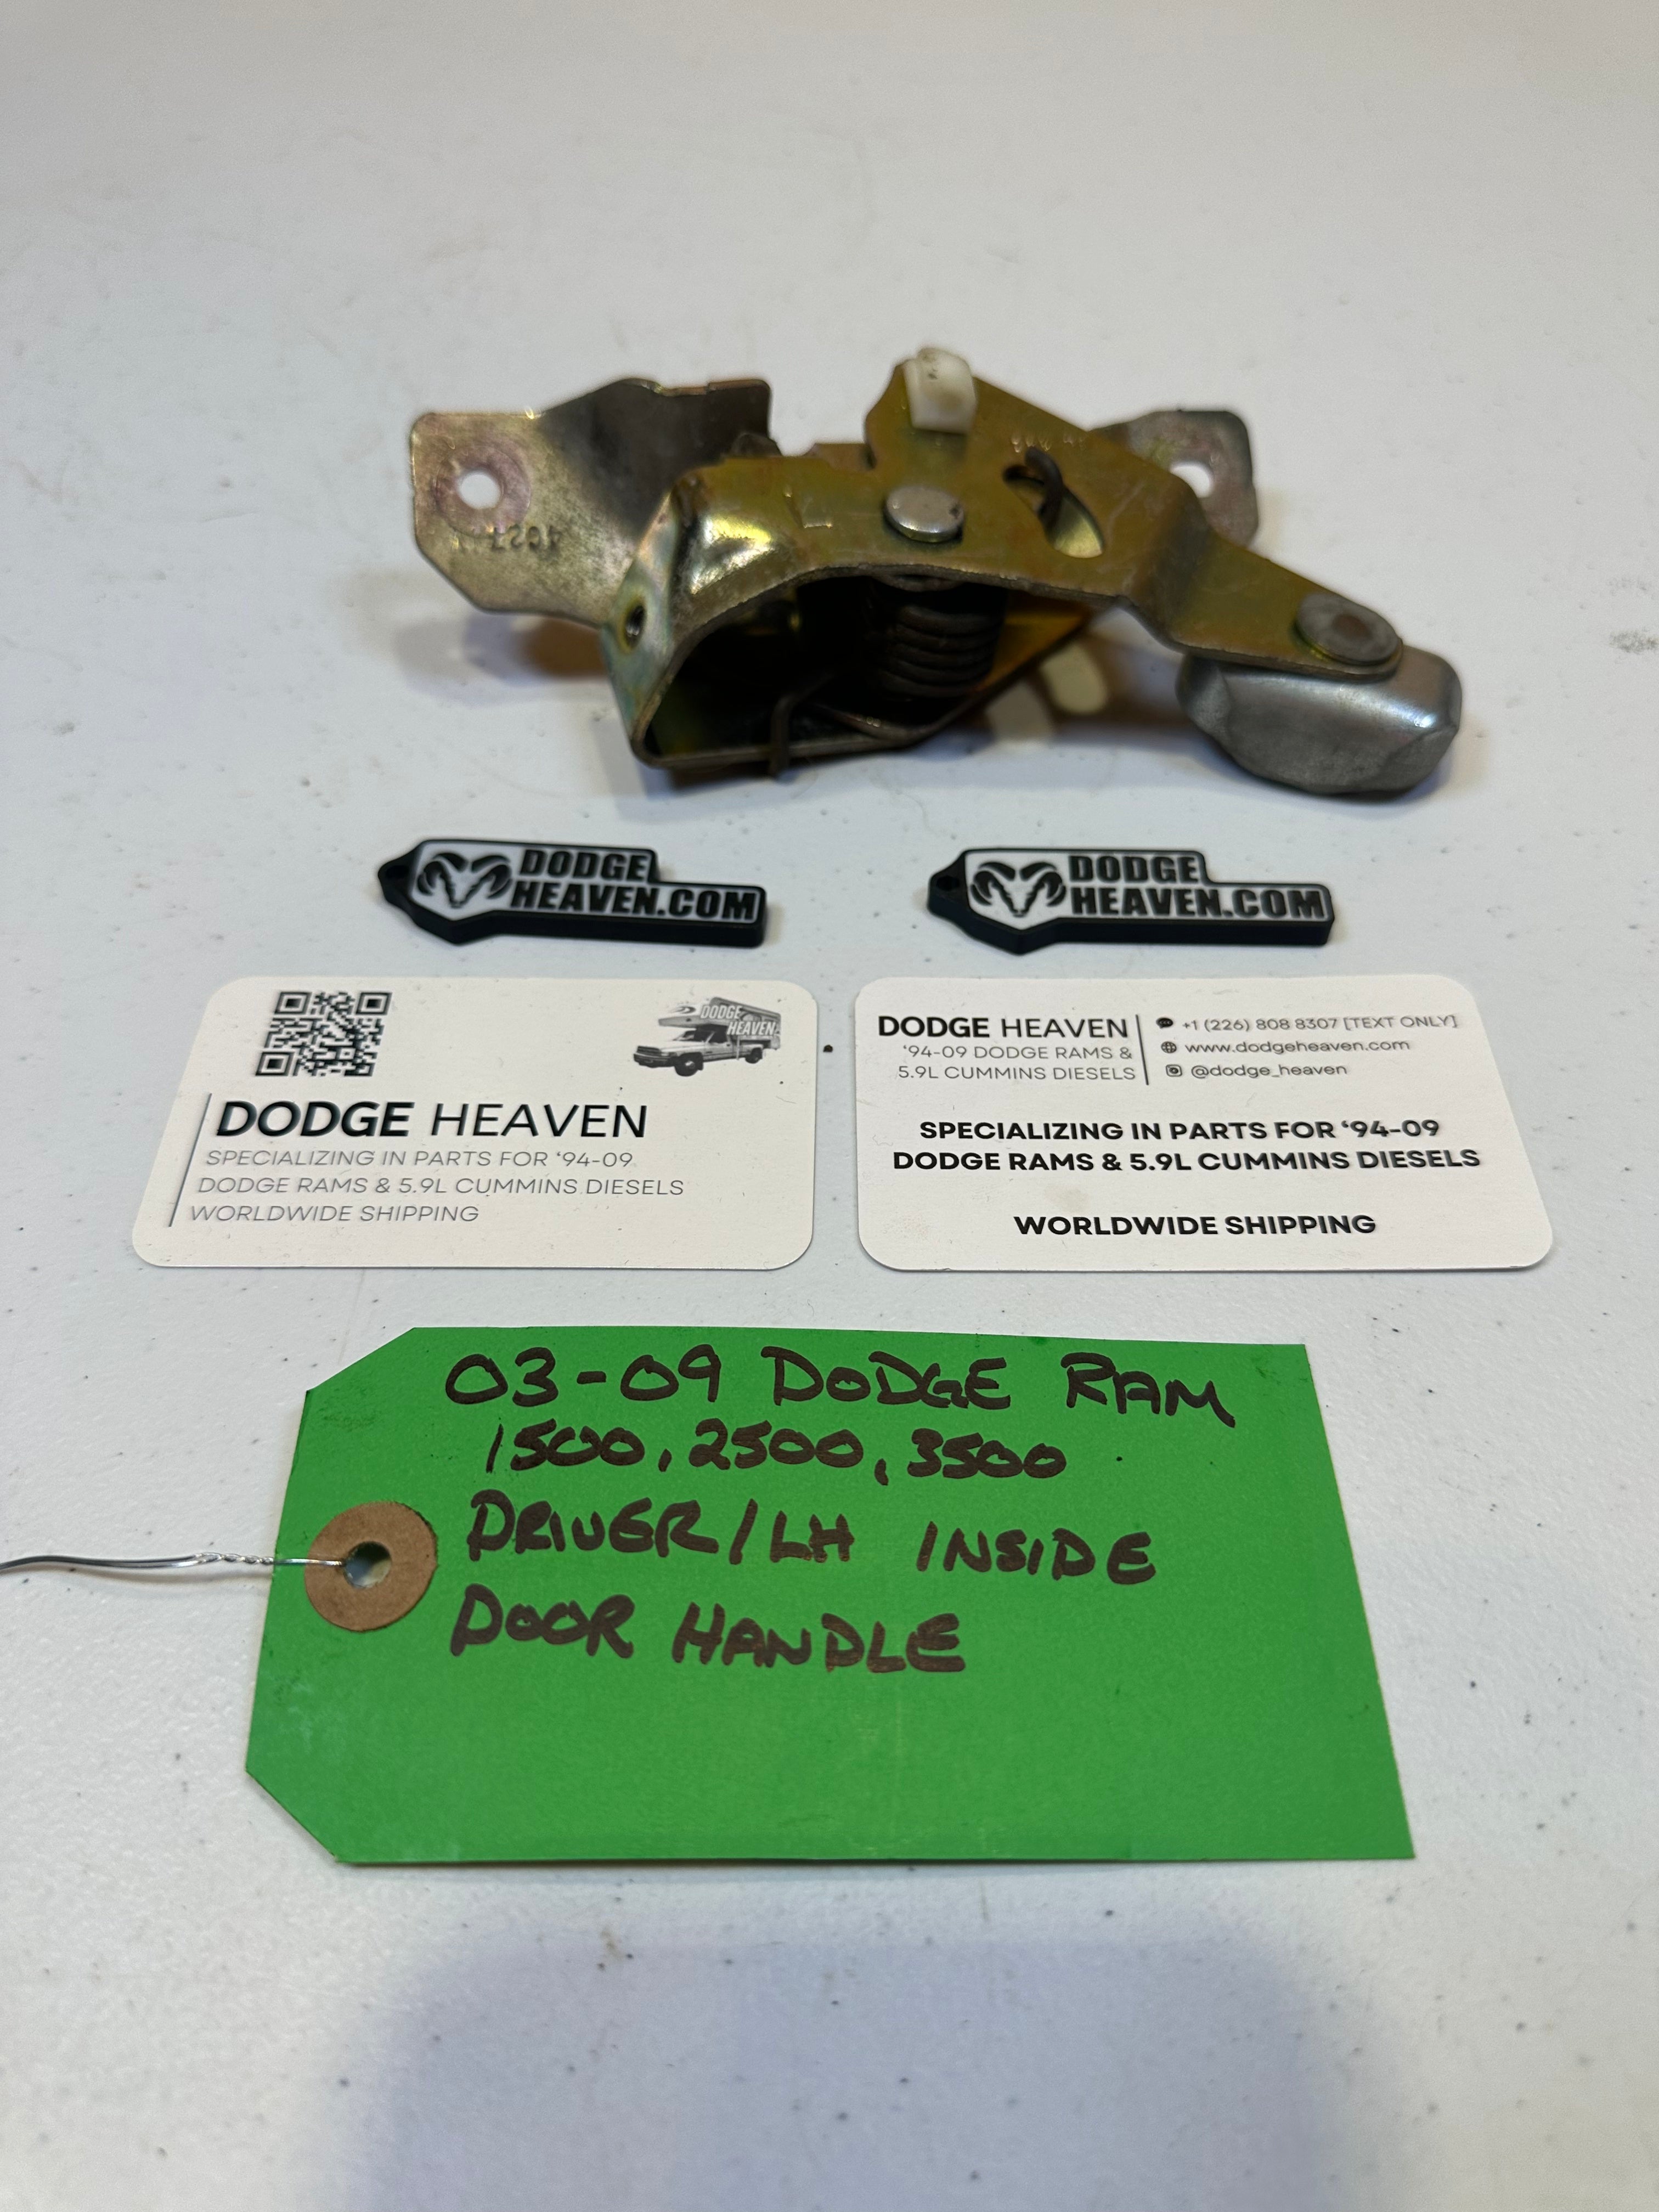 DODGE
HEAVEN.COM
DODGE
HEAVEN.COM
DODGE
HEAVEN
DODGE HEAVEN
SPECIALIZING IN PARTS FOR ‘94-09
DODGE RAMS & 5.9L CUMMINS DIESELS
WORLDWIDE SHIPPING
DODGE HEAVEN
‘94-09 DODGE RAMS &
5.9L CUMMINS DIESELS
+1 (226) 808 8307 [TEXT ONLY]
www.dodgeheaven.com
@dodge_heaven
SPECIALIZING IN PARTS FOR ‘94-09
DODGE RAMS & 5.9L CUMMINS DIESELS
WORLDWIDE SHIPPING
03-09 DODGE RAM
1500, 2500, 3500
DRIVER/LH INSIDE
DOOR HANDLE